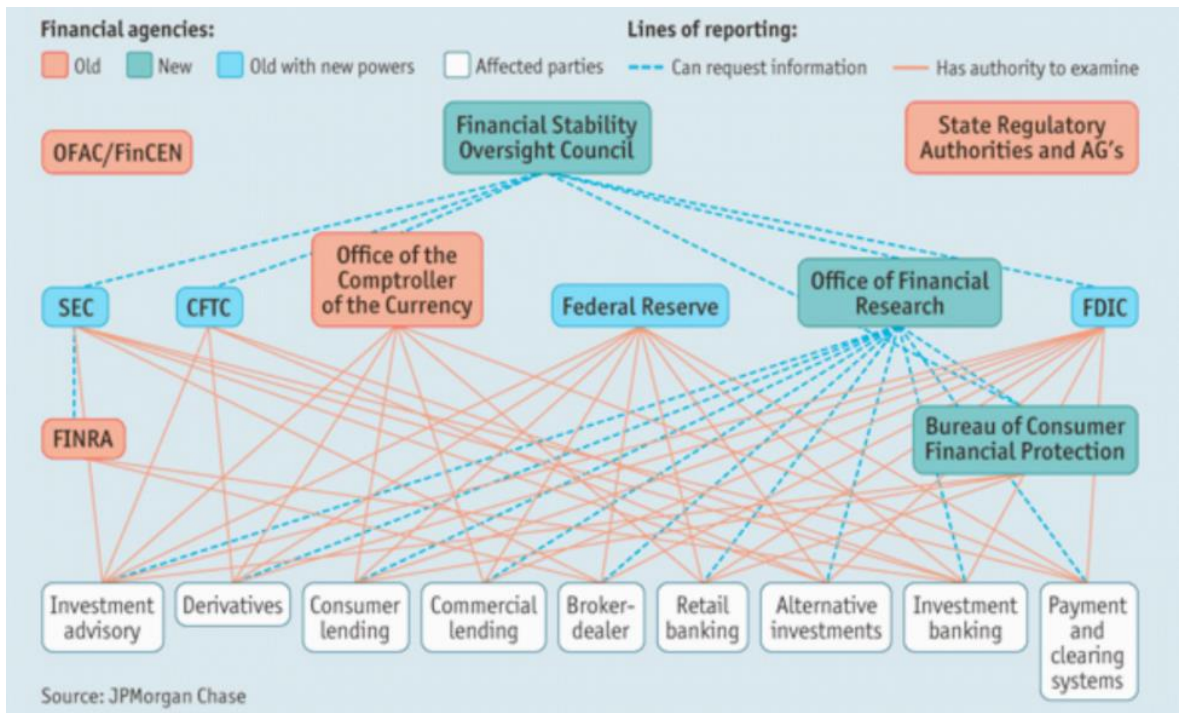 Financial agencies:
Lines of reporting:
Old
New
Old with new powers
Affected parties
Can request information
Has authority to examine
OFAC/FinCEN
Financial Stability
Oversight Council
State Regulatory
Authorities and AG's
SEC
CFTC
Office of the
Comptroller
of the Currency
Federal Reserve
Office of Financial
Research
FDIC
FINRA
Bureau of Consumer
Financial Protection
Investment
advisory
Derivatives
Consumer
lending
Commercial
lending
Broker-
dealer
Retail
banking
Alternative
investments
Investment
banking
Payment
and
clearing
systems
Source: JPMorgan Chase